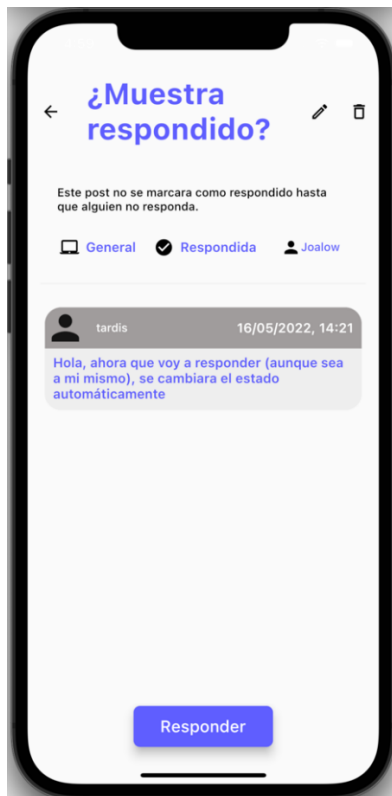 ¿Muestra
respondido?
Este post no se marcara como respondido hasta
que alguien no responda.
General Respondida Joalow
tardis 16/05/2022, 14:21
Hola, ahora que voy a responder (aunque sea
a mi mismo), se cambiara el estado
automáticamente
Responder